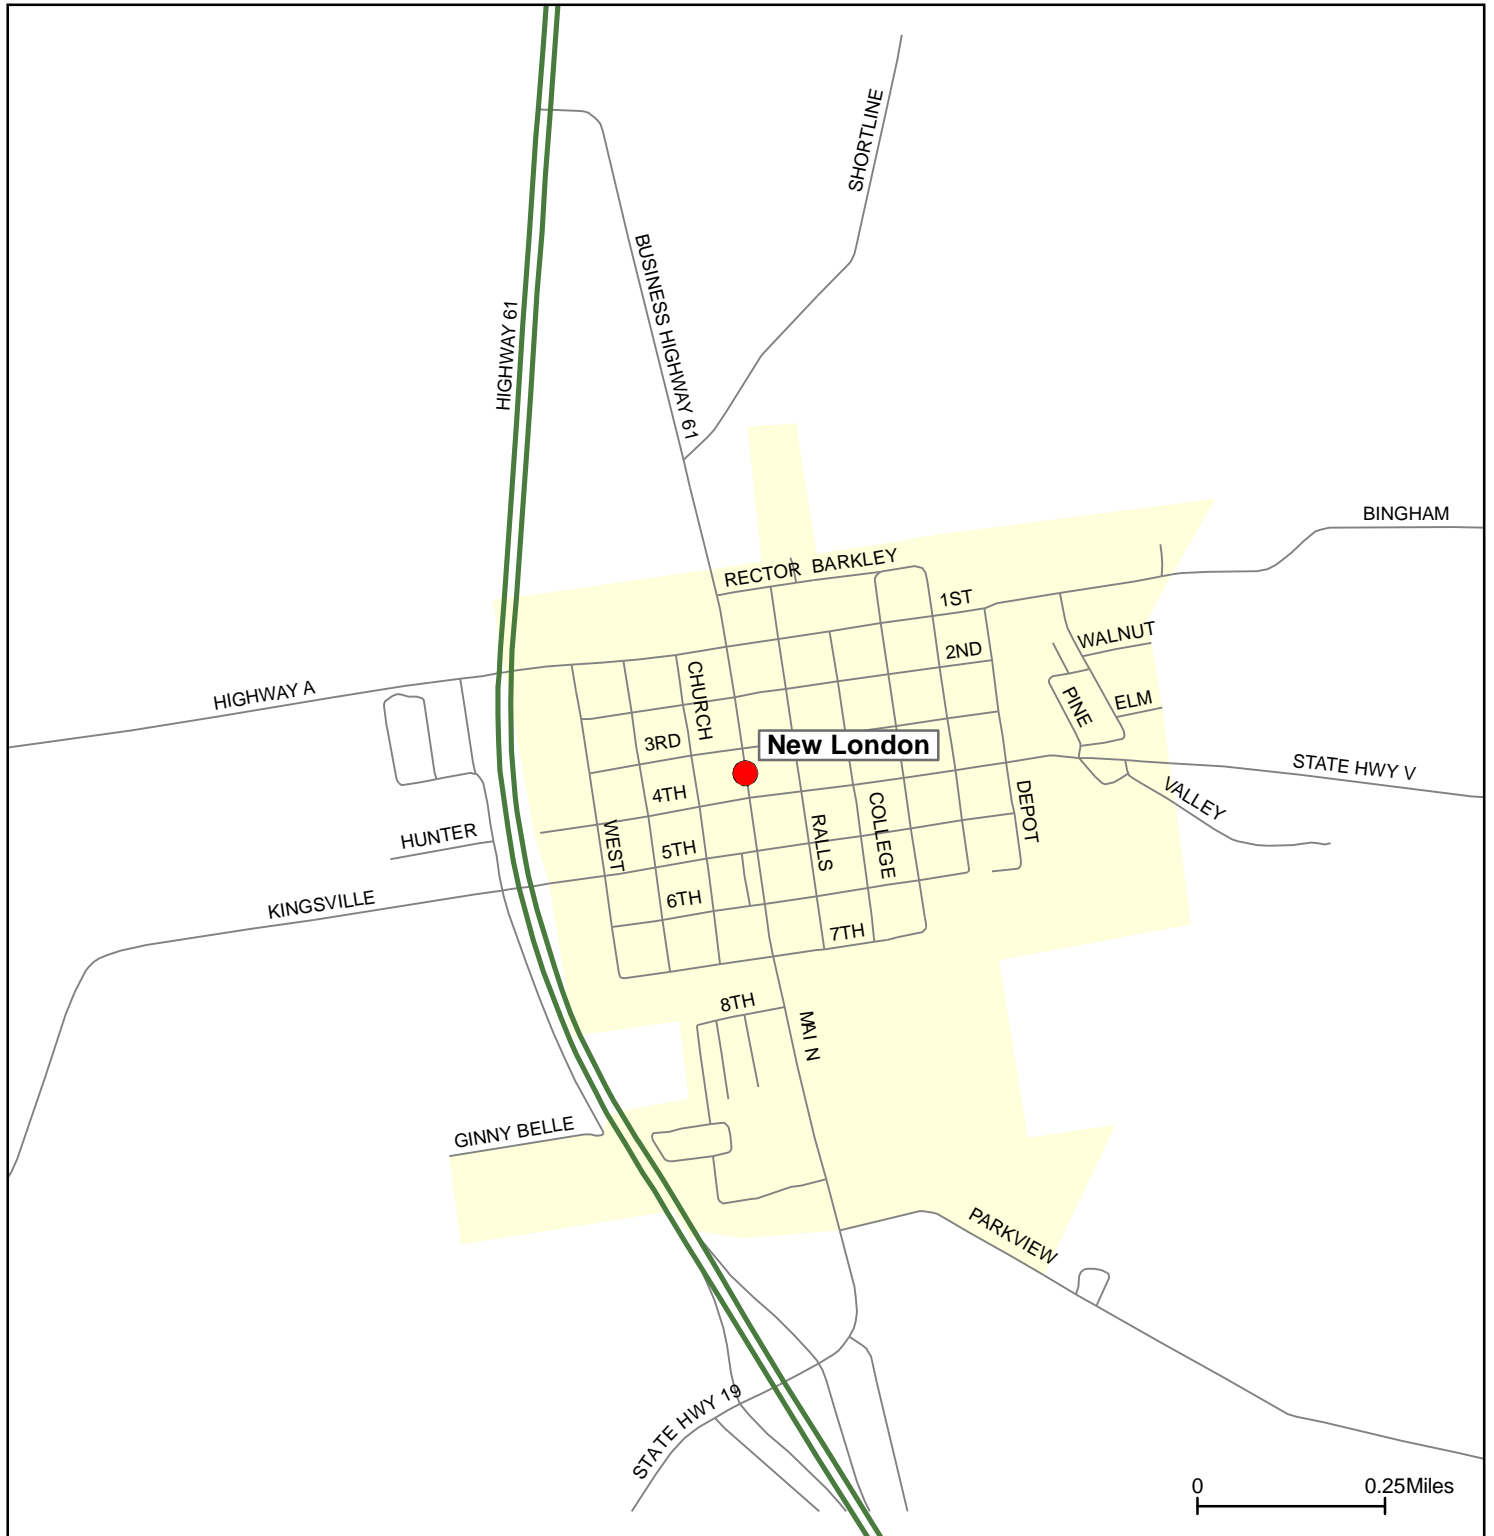 SHORTLINE
BUSINESS HIGHWAY 61
HIGHWAY 61
BINGHAM
RECTOR BARKLEY
1ST
WALNUT
2ND
HIGHWAY A
CHURCH
PINE
ELM
3RD
New London
STATE HWY V
4TH
DEPOT
VALLEY
HUNTER
WEST
5TH
RALLS
COLLEGE
KINGSVILLE
6TH
7TH
8TH
MAIN
GINNY BELLE
PARKVIEW
STATE HWY 19
0 0.25Miles